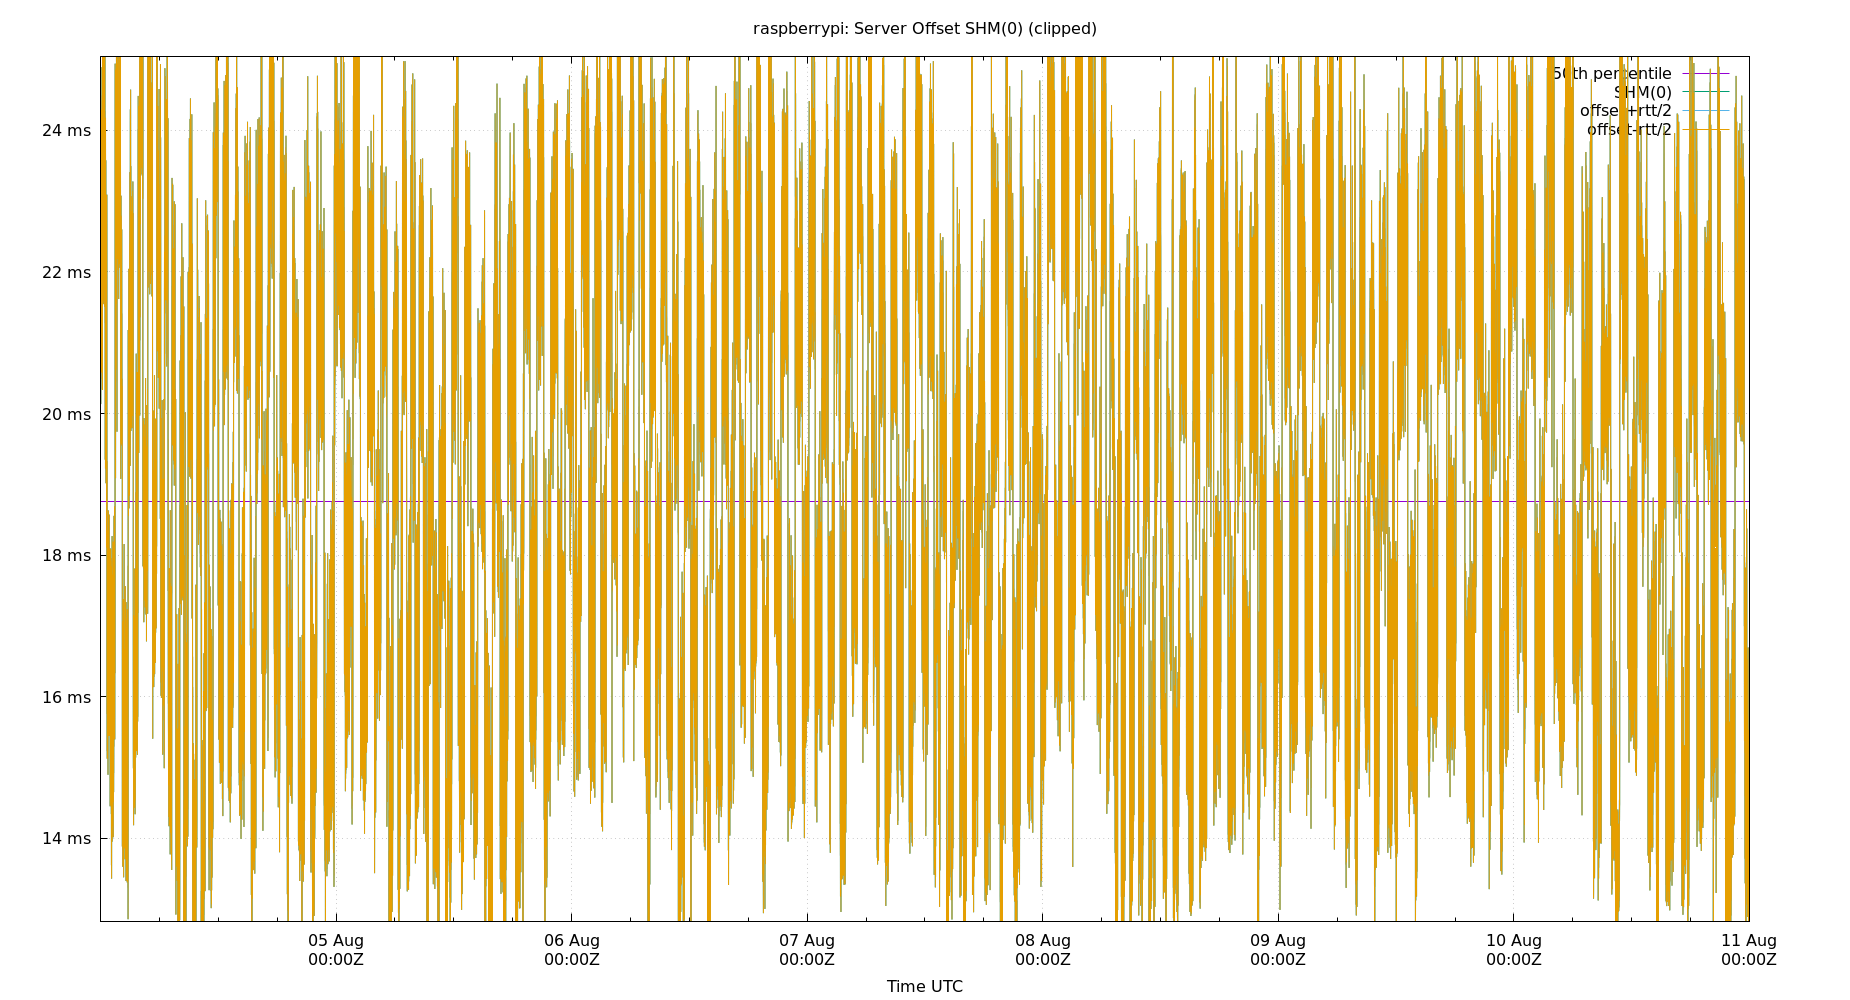 raspberrypi: Server Offset SHM(0) (clipped)
50th percentile
SHM(0)
offset+rtt/2
offset-rtt/2
24 ms
22 ms
20 ms
18 ms
16 ms
14 ms
05 Aug 06 Aug 07 Aug 08 Aug 09 Aug 10 Aug 11 Aug
00:00Z 00:00Z 00:00Z 00:00Z 00:00Z 00:00Z 00:00Z
Time UTC